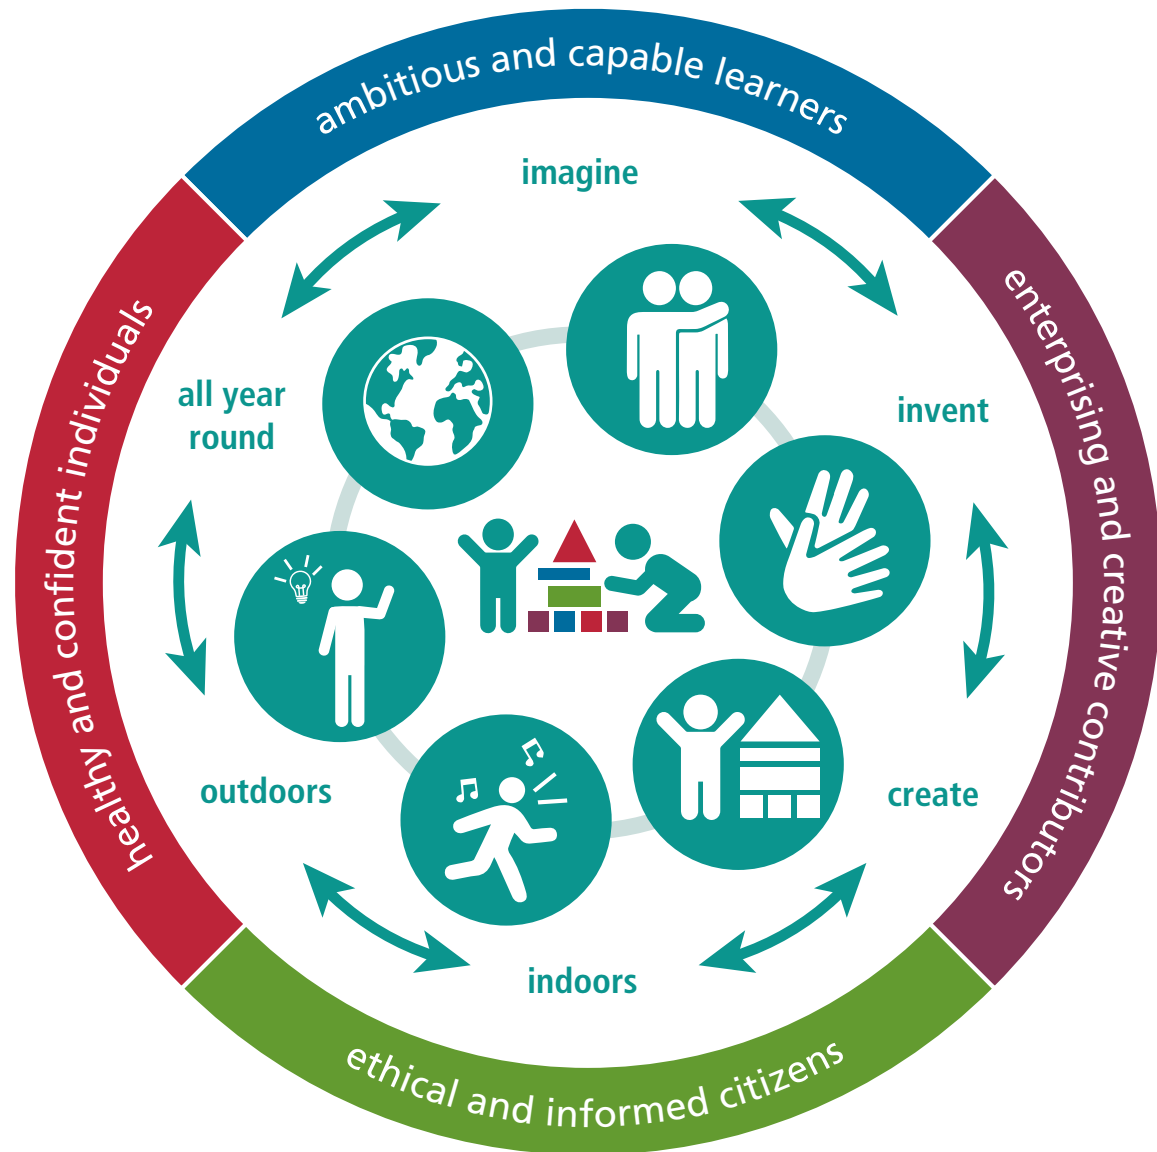 ambitious and capable learners
enterprising and creative contributors
ethical and informed citizens
healthy and confident individuals
imagine
invent
create
indoors
outdoors
all year
round